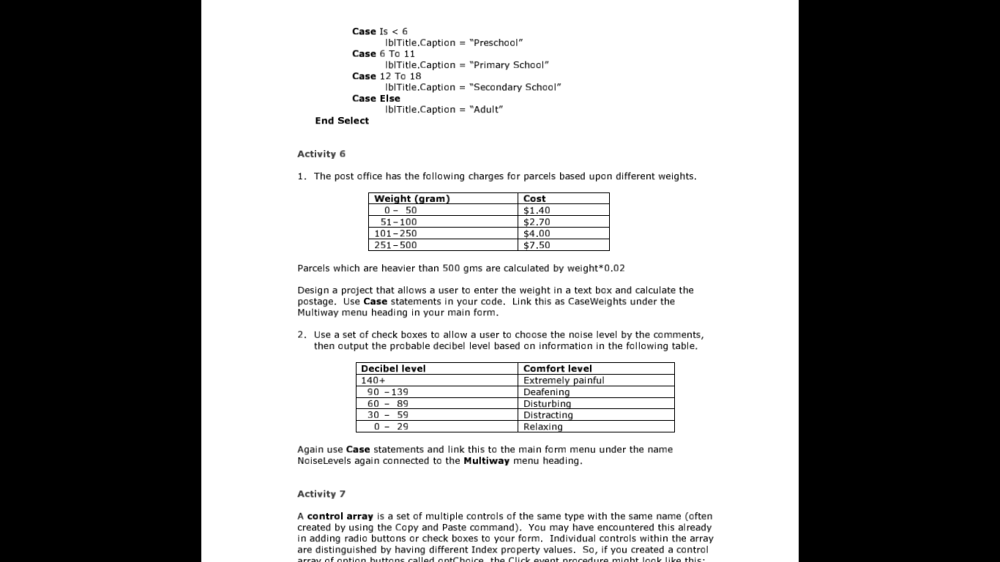 Case Is < 6
lblTitle.Caption = “Preschool”
Case 6 To 11
lblTitle.Caption = “Primary School”
Case 12 To 18
lblTitle.Caption = “Secondary School”
Case Else
lblTitle.Caption = “Adult”
End Select
Activity 6
1. The post office has the following charges for parcels based upon different weights.
Weight (gram) Cost
0 – 50 $1.40
51–100 $2.70
101–250 $4.00
251–500 $7.50
Parcels which are heavier than 500 gms are calculated by weight*0.02
Design a project that allows a user to enter the weight in a text box and calculate the
postage. Use Case statements in your code. Link this as CaseWeights under the
Multiway menu heading in your main form.
2. Use a set of check boxes to allow a user to choose the noise level by the comments,
then output the probable decibel level based on information in the following table.
Decibel level Comfort level
140+ Extremely painful
90 –139 Deafening
60 – 89 Disturbing
30 – 59 Distracting
0 – 29 Relaxing
Again use Case statements and link this to the main form menu under the name
NoiseLevels again connected to the Multiway menu heading.
Activity 7
A control array is a set of multiple controls of the same type with the same name (often
created by using the Copy and Paste command). You may have encountered this already
in adding radio buttons or check boxes to your form. Individual controls within the array
are distinguished by having different Index property values. So, if you created a control
array of option buttons called optChoice, the Click event procedure might look like this: